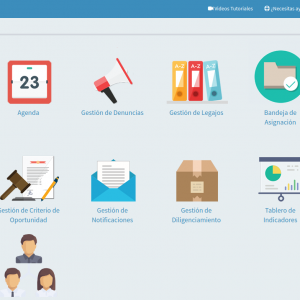 Videos Tutoriales
¿Necesitas ay
23
Agenda
Gestión de Denuncias
A-Z A-Z A-Z
Gestión de Legajos
Bandeja de
Asignación
Gestión de Criterio de
Oportunidad
Gestión de
Notificaciones
Gestión de
Diligenciamiento
Tablero de
Indicadores